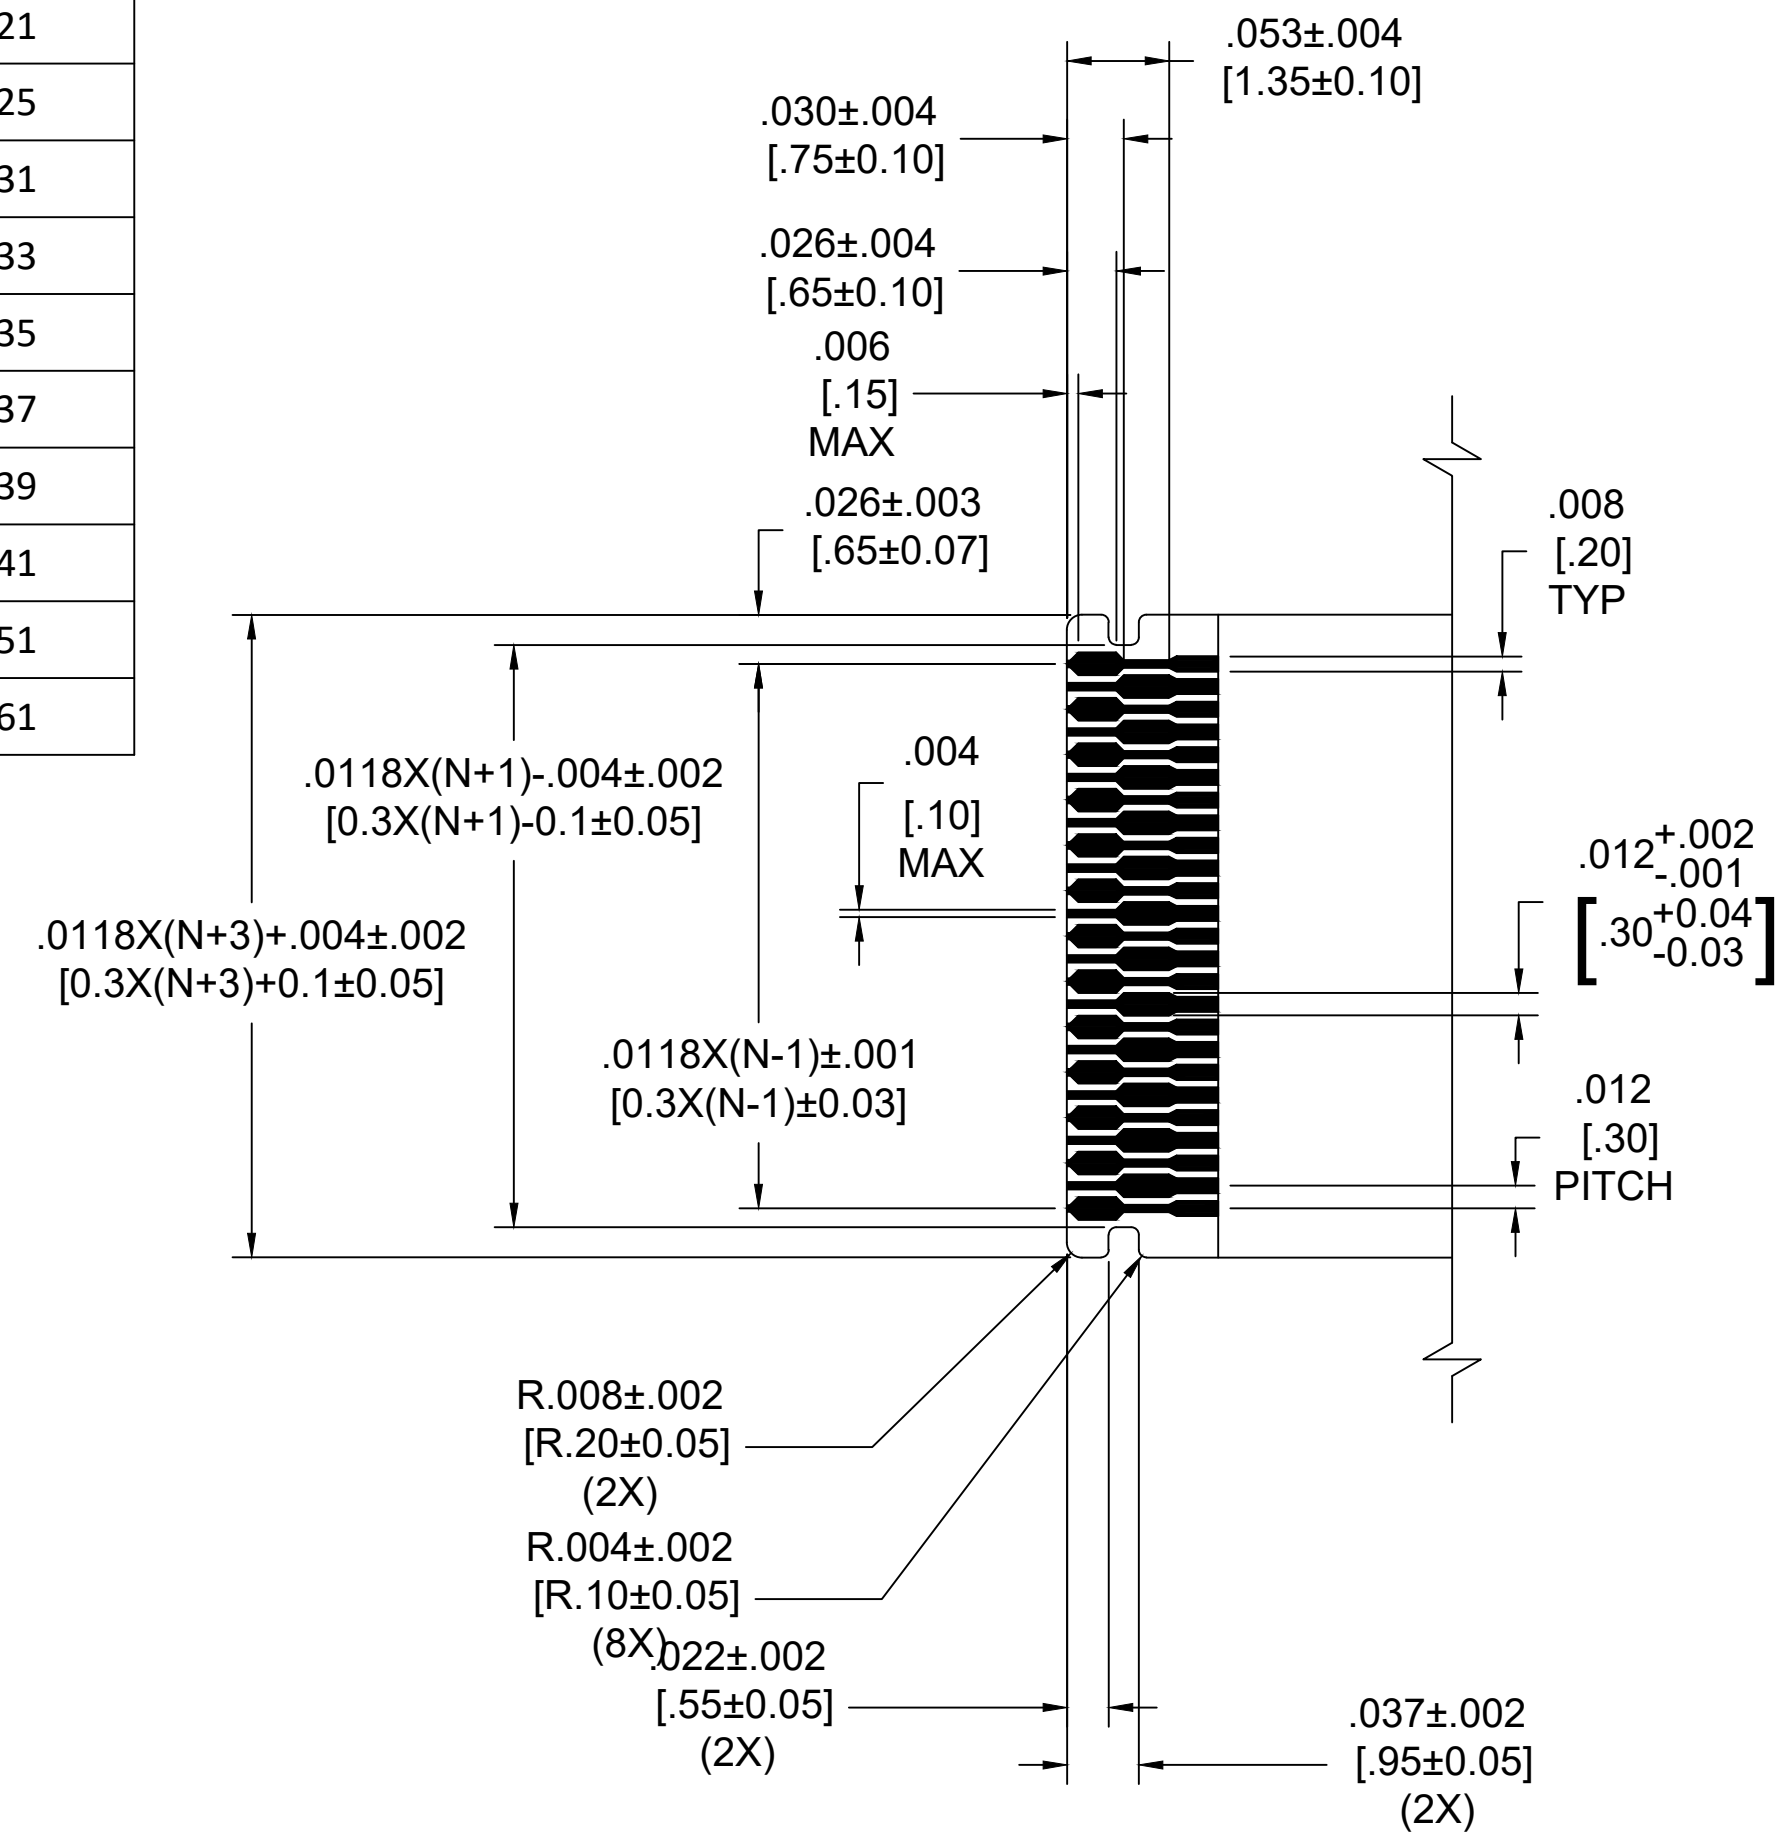 21
25
31
33
35
37
39
41
51
61
.053±.004
[1.35±0.10]
.030±.004
[.75±0.10]
.026±.004
[.65±0.10]
.006
[.15]
MAX
.026±.003
[.65±0.07]
.008
[.20]
TYP
.0118X(N+1)-.004±.002
[0.3X(N+1)-0.1±0.05]
.004
[.10]
MAX
.012+.002
-.001
[.30+0.04
-0.03]
.0118X(N+3)+.004±.002
[0.3X(N+3)+0.1±0.05]
.0118X(N-1)±.001
[0.3X(N-1)±0.03]
.012
[.30]
PITCH
R.008±.002
[R.20±0.05]
(2X)
R.004±.002
[R.10±0.05]
(8X)
.022±.002
[.55±0.05]
(2X)
.037±.002
[.95±0.05]
(2X)